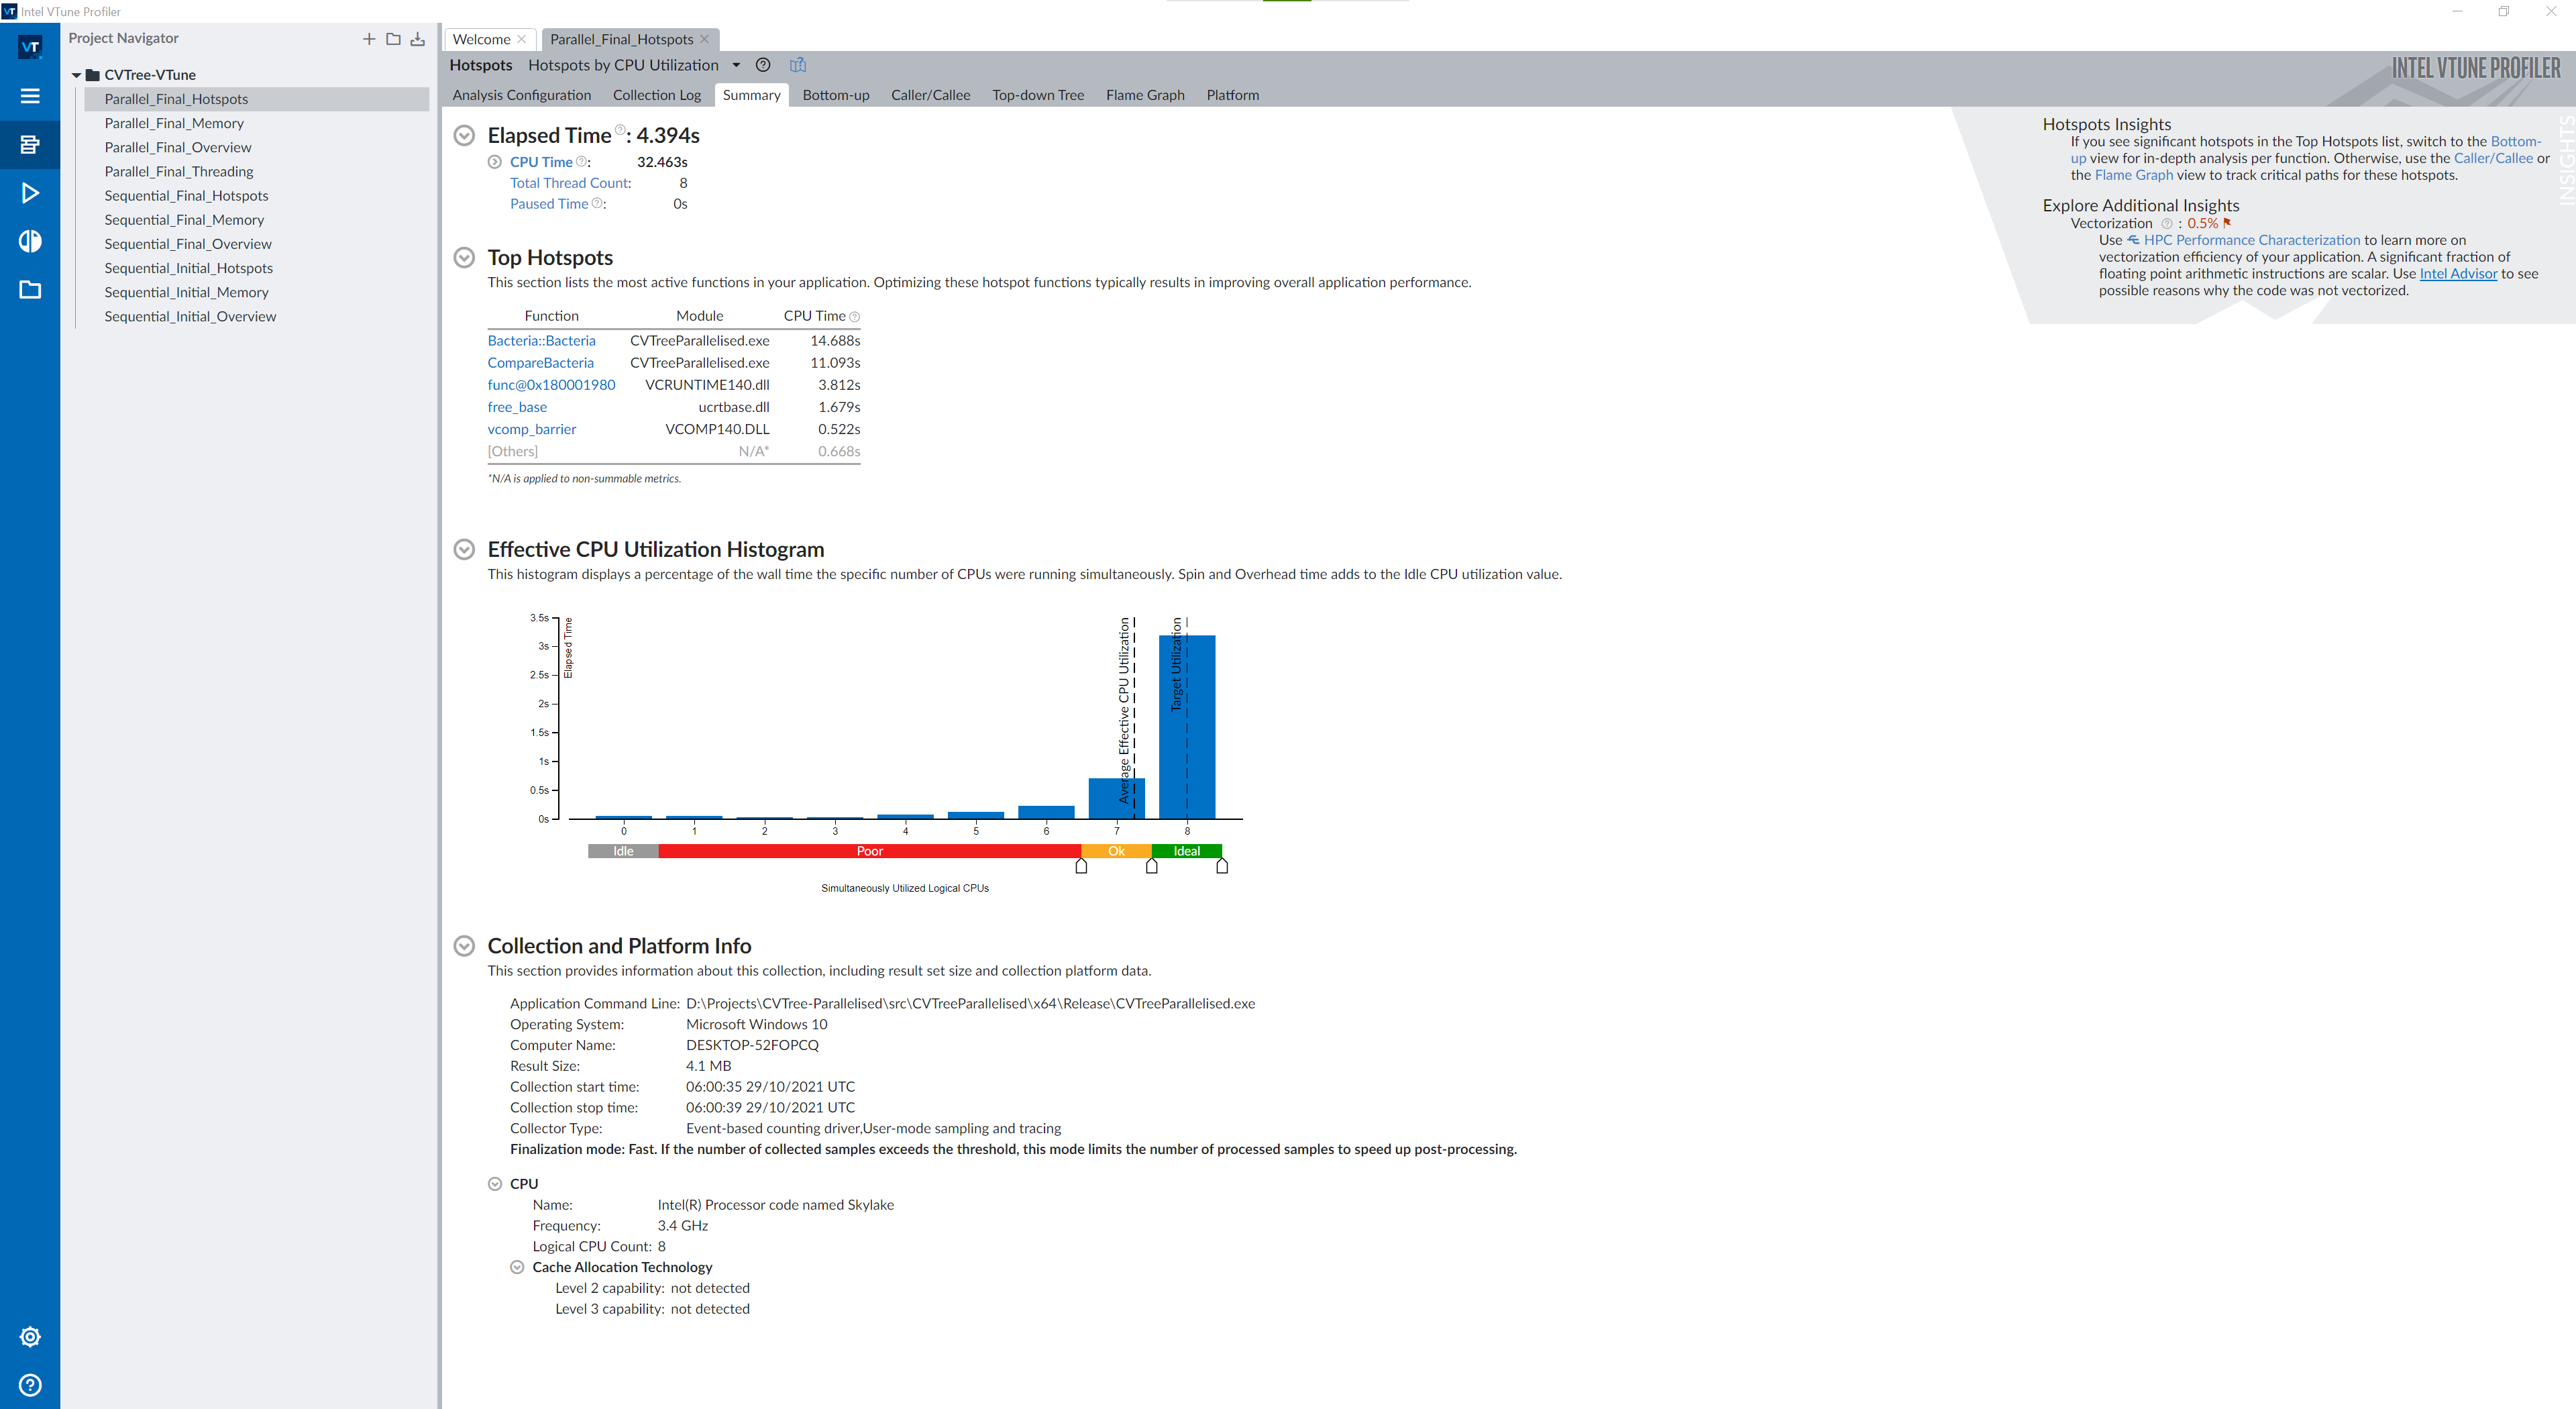 VT Intel VTune Profiler
Project Navigator
VT
CVTree-VTune
Parallel_Final_Hotspots
Parallel_Final_Memory
Parallel_Final_Overview
Parallel_Final_Threading
Sequential_Final_Hotspots
Sequential_Final_Memory
Sequential_Final_Overview
Sequential_Initial_Hotspots
Sequential_Initial_Memory
Sequential_Initial_Overview
Welcome Parallel_Final_Hotspots
Hotspots Hotspots by CPU Utilization
INTEL VTUNE PROFILER
Analysis Configuration Collection Log Summary Bottom-up Caller/Callee Top-down Tree Flame Graph Platform
Elapsed Time : 4.394s
CPU Time : 32.463s
Total Thread Count: 8
Paused Time : 0s
Top Hotspots
This section lists the most active functions in your application. Optimizing these hotspot functions typically results in improving overall application performance.
Function Module CPU Time
Bacteria::Bacteria CVTreeParallelised.exe 14.688s
CompareBacteria CVTreeParallelised.exe 11.093s
func@0x180001980 VCRUNTIME140.dll 3.812s
free_base ucrtbase.dll 1.679s
vcomp_barrier VCOMP140.DLL 0.522s
[Others] N/A* 0.668s
*N/A is applied to non-summable metrics.
Hotspots Insights
If you see significant hotspots in the Top Hotspots list, switch to the Bottom-
up view for in-depth analysis per function. Otherwise, use the Caller/Callee or
the Flame Graph view to track critical paths for these hotspots.
Explore Additional Insights
Vectorization : 0.5%
Use HPC Performance Characterization to learn more on
vectorization efficiency of your application. A significant fraction of
floating point arithmetic instructions are scalar. Use Intel Advisor to see
possible reasons why the code was not vectorized.
INSIGHTS
Effective CPU Utilization Histogram
This histogram displays a percentage of the wall time the specific number of CPUs were running simultaneously. Spin and Overhead time adds to the Idle CPU utilization value.
3.5s
3s
2.5s
2s
1.5s
1s
0.5s
0s
Elapsed Time
Average Effective CPU Utilization
Target Utilization
0 1 2 3 4 5 6 7 8
Idle Poor Ok Ideal
Simultaneously Utilized Logical CPUs
Collection and Platform Info
This section provides information about this collection, including result set size and collection platform data.
Application Command Line: D:\Projects\CVTree-Parallelised\src\CVTreeParallelised\x64\Release\CVTreeParallelised.exe
Operating System: Microsoft Windows 10
Computer Name: DESKTOP-52FOPCQ
Result Size: 4.1 MB
Collection start time: 06:00:35 29/10/2021 UTC
Collection stop time: 06:00:39 29/10/2021 UTC
Collector Type: Event-based counting driver,User-mode sampling and tracing
Finalization mode: Fast. If the number of collected samples exceeds the threshold, this mode limits the number of processed samples to speed up post-processing.
CPU
Name: Intel(R) Processor code named Skylake
Frequency: 3.4 GHz
Logical CPU Count: 8
Cache Allocation Technology
Level 2 capability: not detected
Level 3 capability: not detected